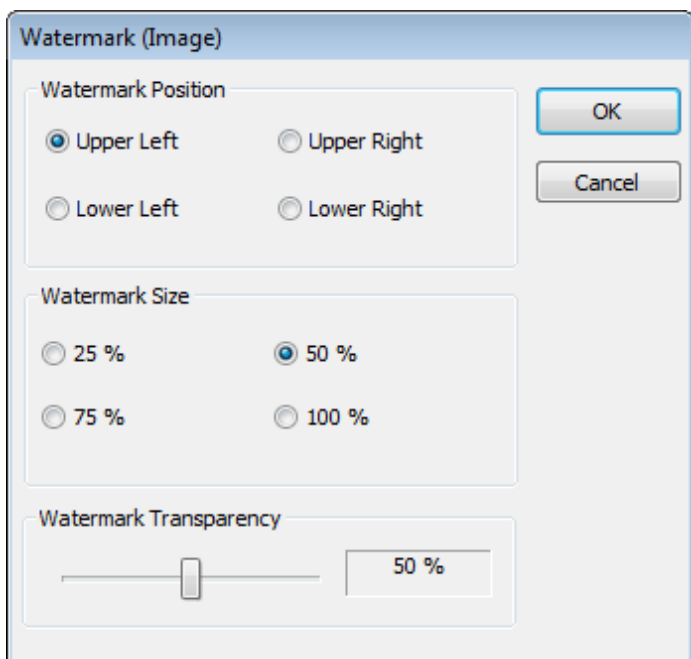 Watermark (Image)
Watermark Position
OK
Upper Left Upper Right
Cancel
Lower Left Lower Right
Watermark Size
25 % 50 %
75 % 100 %
Watermark Transparency
50 %